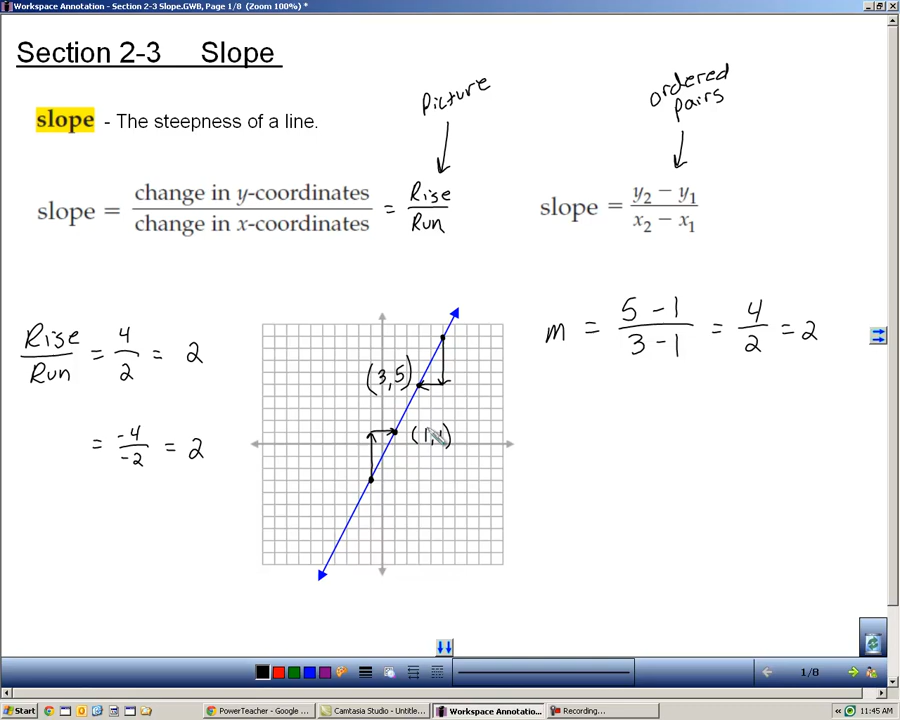 Workspace Annotation - Section 2-3 Slope.GWB, Page 1/8 (Zoom 100%) *
Section 2-3 Slope
Picture
ordered
pairs
slope - The steepness of a line.
slope = change in y-coordinates / change in x-coordinates = Rise / Run
slope = y₂ − y₁ / x₂ − x₁
Rise / Run = 4 / 2 = 2
= -4 / -2 = 2
(3,5)
(1,1)
m = 5 - 1 / 3 - 1 = 4 / 2 = 2
1/8
Start
PowerTeacher - Google ...
Camtasia Studio - Untitle...
Workspace Annotatio...
Recording...
11:45 AM